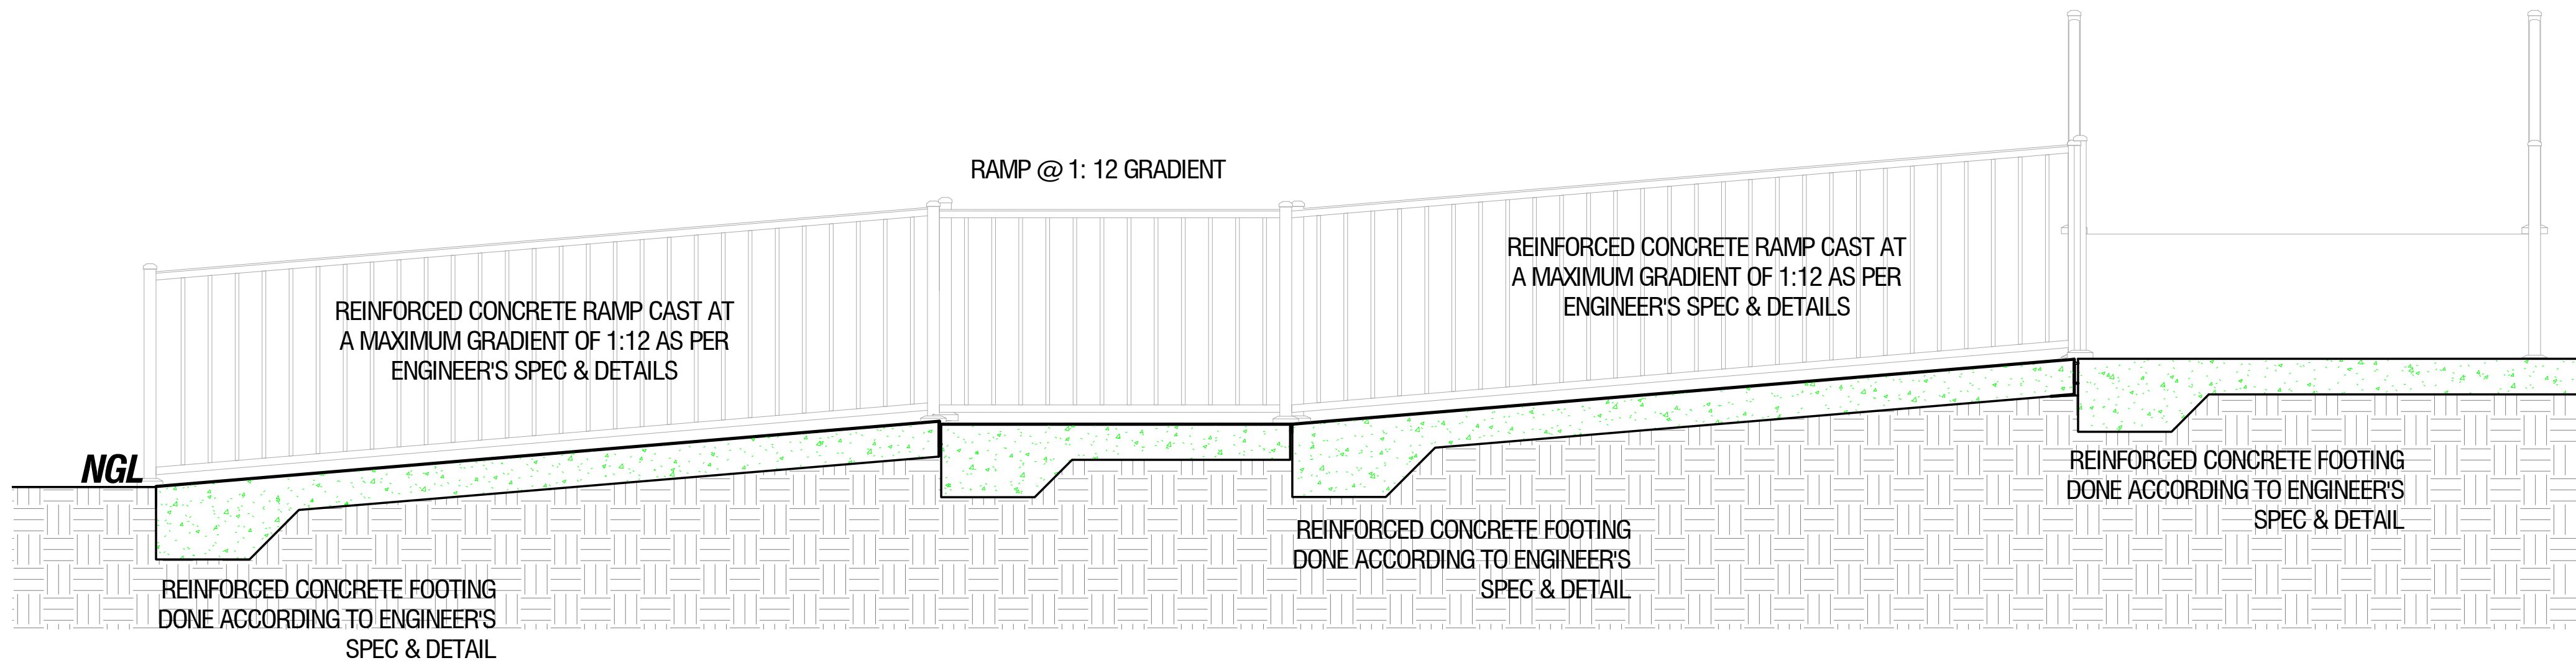 RAMP @ 1: 12 GRADIENT
REINFORCED CONCRETE RAMP CAST AT
A MAXIMUM GRADIENT OF 1:12 AS PER
ENGINEER'S SPEC & DETAILS
REINFORCED CONCRETE RAMP CAST AT
A MAXIMUM GRADIENT OF 1:12 AS PER
ENGINEER'S SPEC & DETAILS
NGL
REINFORCED CONCRETE FOOTING
DONE ACCORDING TO ENGINEER'S
SPEC & DETAIL
REINFORCED CONCRETE FOOTING
DONE ACCORDING TO ENGINEER'S
SPEC & DETAIL
REINFORCED CONCRETE FOOTING
DONE ACCORDING TO ENGINEER'S
SPEC & DETAIL